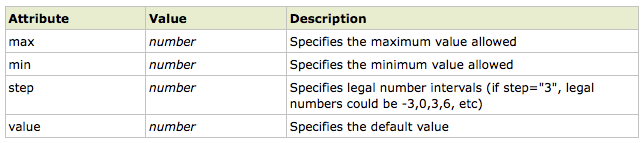 Attribute Value Description
max number Specifies the maximum value allowed
min number Specifies the minimum value allowed
step number Specifies legal number intervals (if step="3", legal
numbers could be -3,0,3,6, etc)
value number Specifies the default value